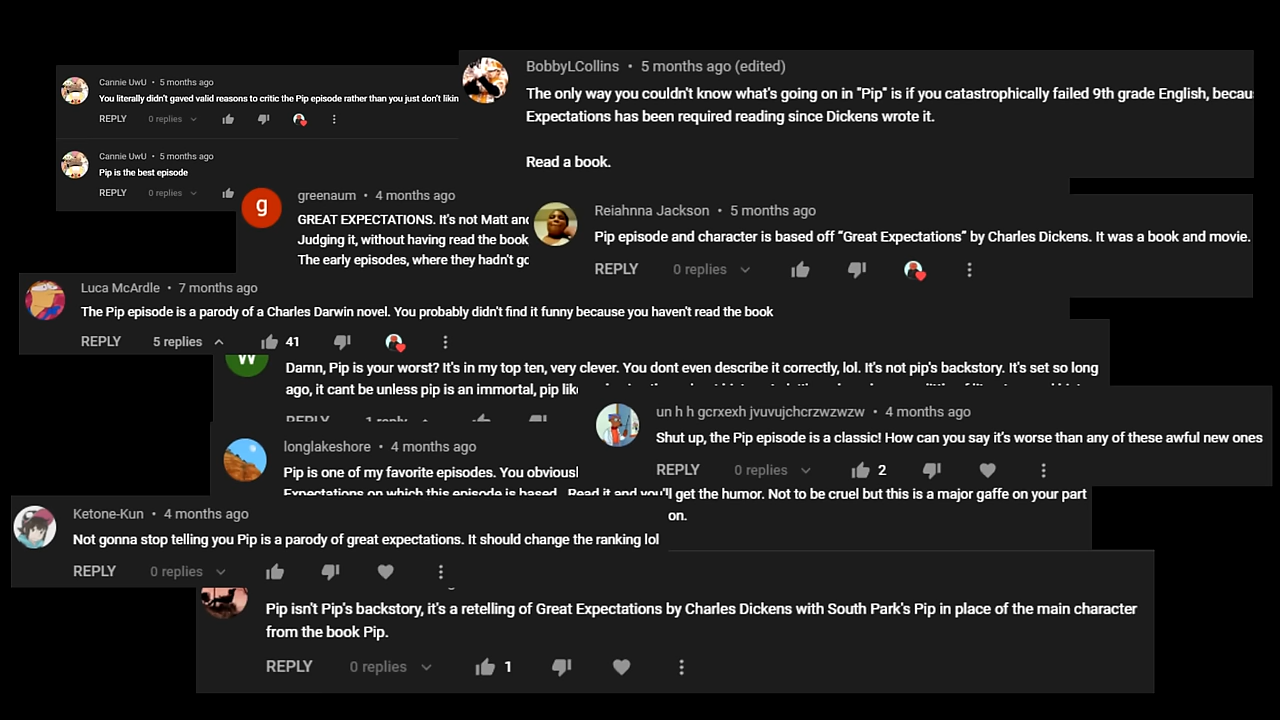 Cannie UwU • 5 months ago
You literally didn't gaved valid reasons to critic the Pip episode rather than you just don't likin
REPLY 0 replies
Cannie UwU • 5 months ago
Pip is the best episode
REPLY 0 replies
BobbyLCollins • 5 months ago (edited)
The only way you couldn't know what's going on in "Pip" is if you catastrophically failed 9th grade English, becau
Expectations has been required reading since Dickens wrote it.
Read a book.
g
greenaum • 4 months ago
GREAT EXPECTATIONS. It's not Matt and
Judging it, without having read the book
The early episodes, where they hadn't go
Reiahnna Jackson • 5 months ago
Pip episode and character is based off “Great Expectations” by Charles Dickens. It was a book and movie.
REPLY 0 replies
Luca McArdle • 7 months ago
The Pip episode is a parody of a Charles Darwin novel. You probably didn't find it funny because you haven't read the book
REPLY 5 replies 41
W
Damn, Pip is your worst? It's in my top ten, very clever. You dont even describe it correctly, lol. It's not pip's backstory. It's set so long
ago, it cant be unless pip is an immortal, pip like
REPLY 1 reply
un h h gcrxexh jvuvujchcrzwzwzw • 4 months ago
Shut up, the Pip episode is a classic! How can you say it's worse than any of these awful new ones
REPLY 0 replies 2
longlakeshore • 4 months ago
Pip is one of my favorite episodes. You obviousl
Expectations on which this episode is based. Read it and you'll get the humor. Not to be cruel but this is a major gaffe on your part
on.
Ketone-Kun • 4 months ago
Not gonna stop telling you Pip is a parody of great expectations. It should change the ranking lol
REPLY 0 replies
Pip isn't Pip's backstory, it's a retelling of Great Expectations by Charles Dickens with South Park's Pip in place of the main character
from the book Pip.
REPLY 0 replies 1